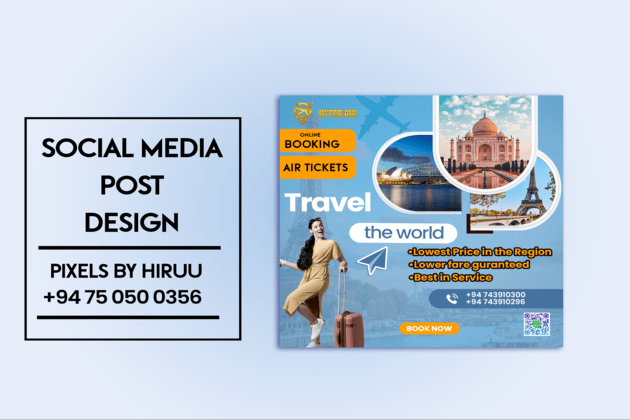 SOCIAL MEDIA
POST
DESIGN
PIXELS BY HIRUU
+94 75 050 0356
ONLINE
BOOKING
AIR TICKETS
Travel
the world
•Lowest Price in the Region
•Lower fare guranteed
•Best in Service
+94 743910300
+94 743910296
BOOK NOW